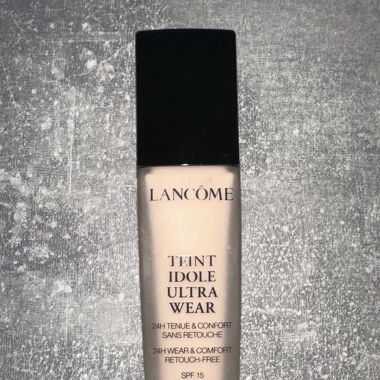 LANCÔME
TEINT
IDOLE
ULTRA
WEAR
24H TENUE & CONFORT
SANS RETOUCHE
24H WEAR & COMFORT
RETOUCH-FREE
SPF 15